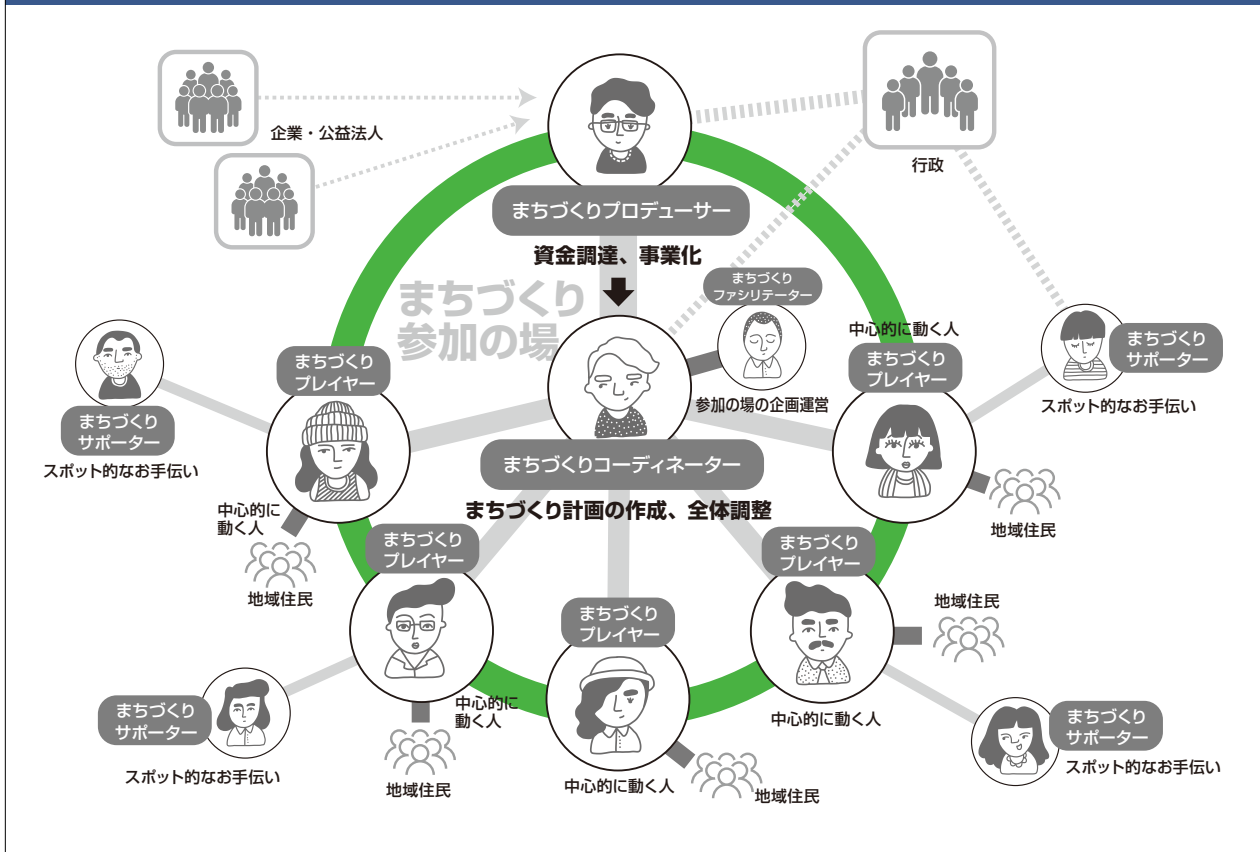 企業・公益法人
行政
まちづくりプロデューサー
資金調達、事業化
まちづくり
参加の場
まちづくり
ファシリテーター
参加の場の企画運営
中心的に動く人
まちづくり
プレイヤー
まちづくり
サポーター
スポット的なお手伝い
まちづくり
プレイヤー
まちづくり
サポーター
スポット的なお手伝い
まちづくりコーディネーター
まちづくり計画の作成、全体調整
中心的に
動く人
地域住民
地域住民
まちづくり
プレイヤー
まちづくり
プレイヤー
まちづくり
プレイヤー
地域住民
中心的に
動く人
中心的に動く人
まちづくり
サポーター
スポット的なお手伝い
地域住民
中心的に動く人
地域住民
まちづくり
サポーター
スポット的なお手伝い